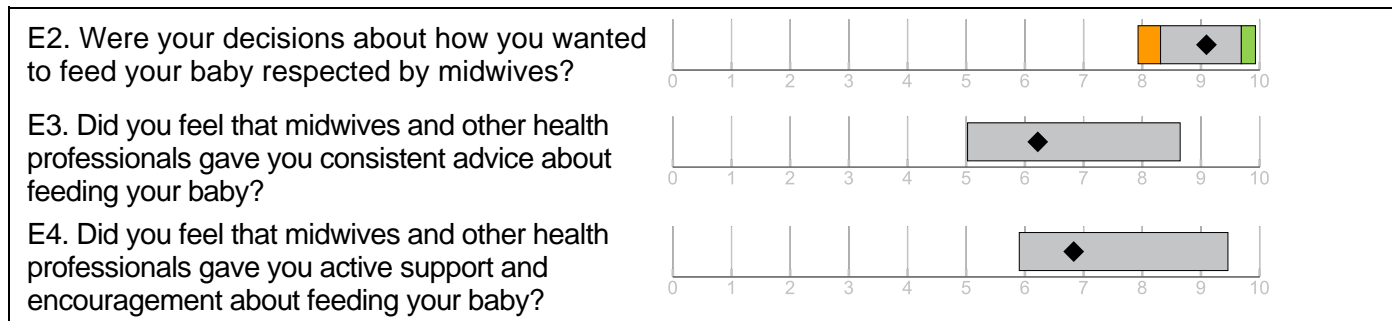 E2. Were your decisions about how you wanted
to feed your baby respected by midwives?
0 1 2 3 4 5 6 7 8 9 10
E3. Did you feel that midwives and other health
professionals gave you consistent advice about
feeding your baby?
0 1 2 3 4 5 6 7 8 9 10
E4. Did you feel that midwives and other health
professionals gave you active support and
encouragement about feeding your baby?
0 1 2 3 4 5 6 7 8 9 10